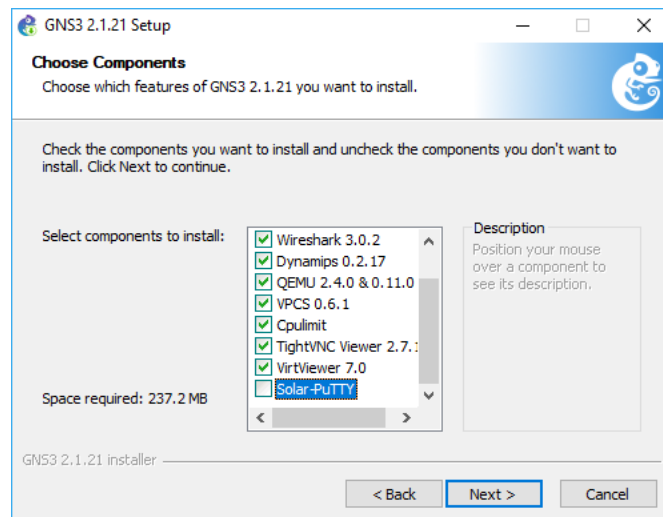 GNS3 2.1.21 Setup
Choose Components
Choose which features of GNS3 2.1.21 you want to install.
Check the components you want to install and uncheck the components you don't want to
install. Click Next to continue.
Select components to install:
Wireshark 3.0.2
Dynamips 0.2.17
QEMU 2.4.0 & 0.11.0
VPCS 0.6.1
Cpulimit
TightVNC Viewer 2.7.
VirtViewer 7.0
Solar-PuTTY
Space required: 237.2 MB
Description
Position your mouse
over a component to
see its description.
GNS3 2.1.21 installer
< Back
Next >
Cancel